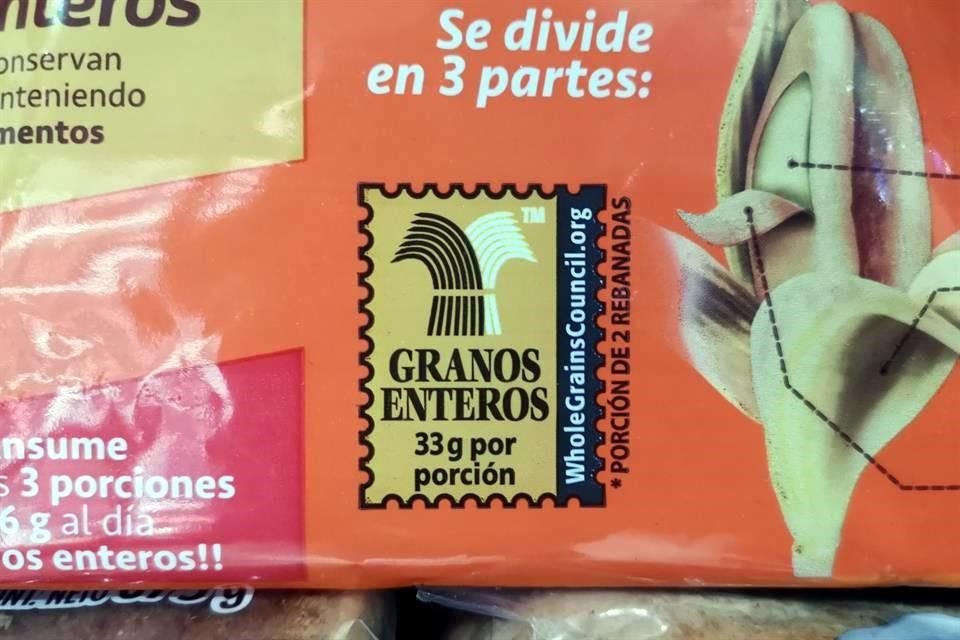 onservan
nteniendo
mentos
Se divide
en 3 partes:
TM
GRANOS
ENTEROS
33g por
porción
WholeGrainsCouncil.org
* PORCIÓN DE 2 REBANADAS
nsume
s 3 porciones
6 g al día
os enteros!!